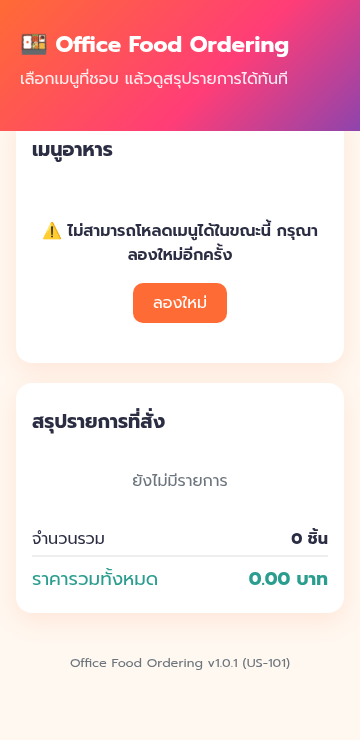 🍱 Office Food Ordering
เลือกเมนูที่ชอบ แล้วดูสรุปรายการได้ทันที
เมนูอาหาร
⚠️ ไม่สามารถโหลดเมนูได้ในขณะนี้ กรุณา
ลองใหม่อีกครั้ง
ลองใหม่
สรุปรายการที่สั่ง
ยังไม่มีรายการ
จำนวนรวม 0 ชิ้น
ราคารวมทั้งหมด 0.00 บาท
Office Food Ordering v1.0.1 (US-101)